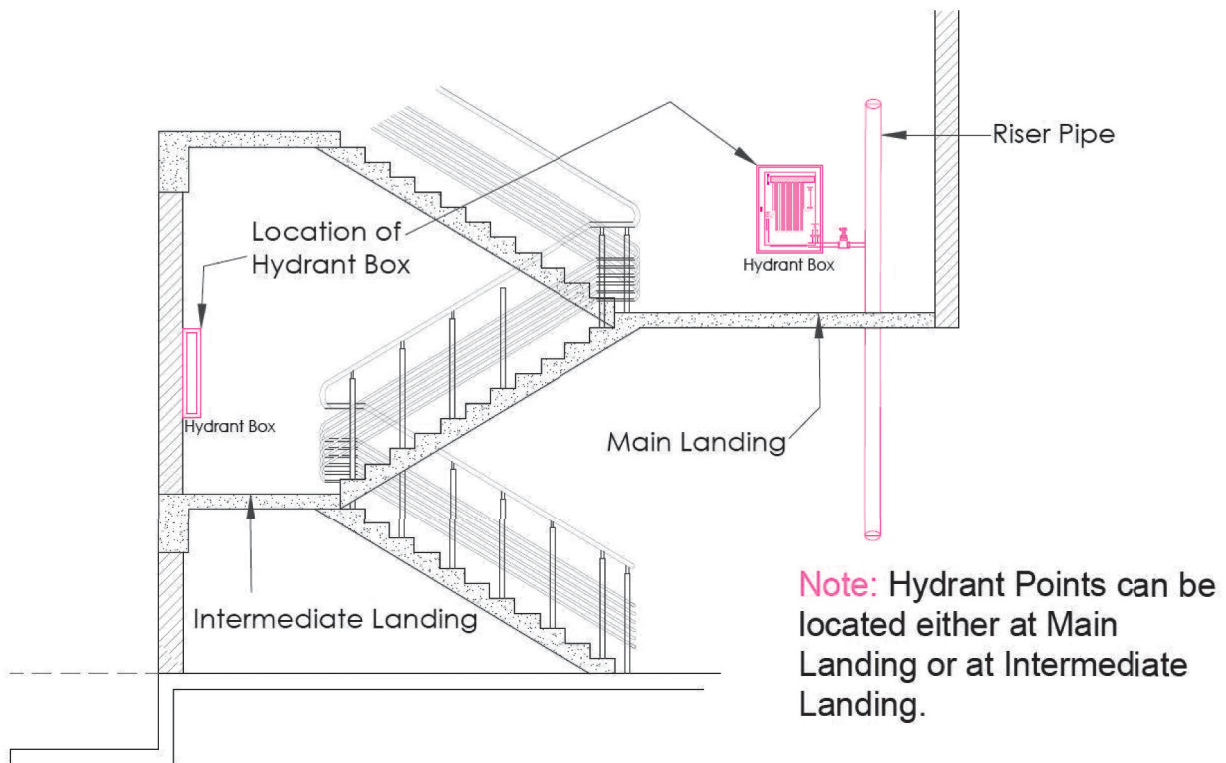 Riser Pipe
Location of
Hydrant Box
Hydrant Box
Hydrant Box
Main Landing
Intermediate Landing
Note: Hydrant Points can be
located either at Main
Landing or at Intermediate
Landing.